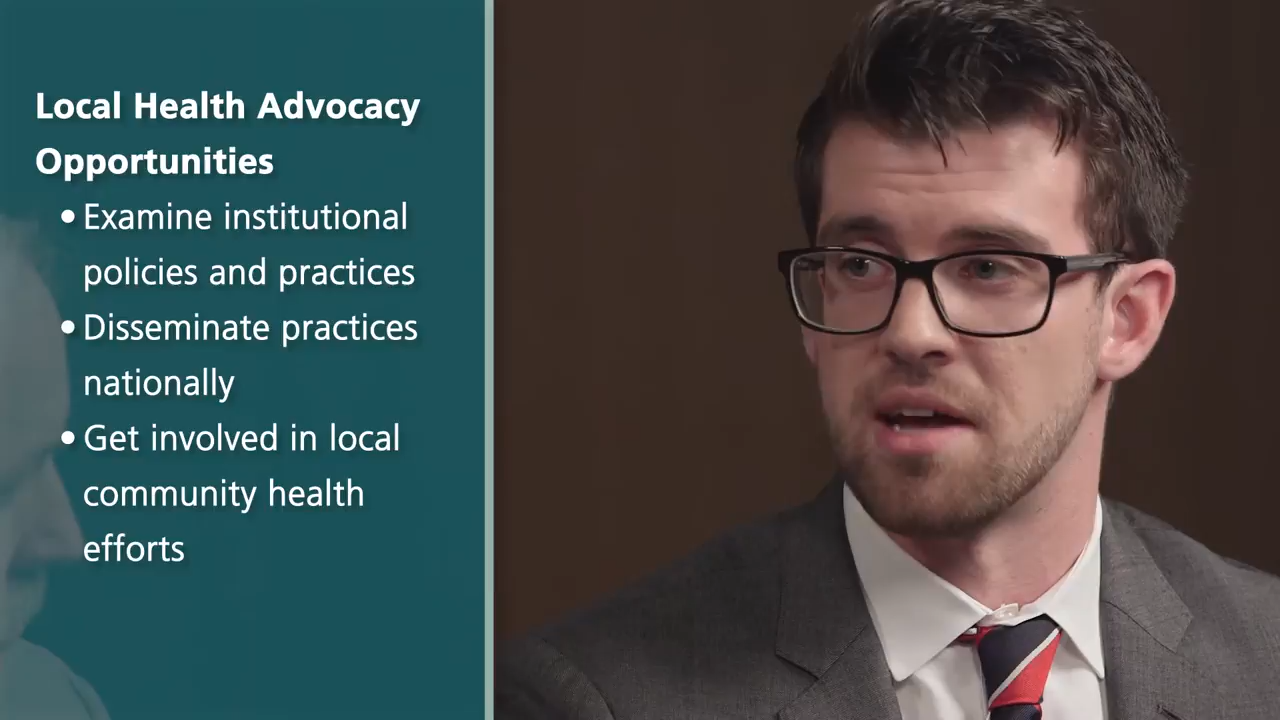 Local Health Advocacy
Opportunities
• Examine institutional
policies and practices
• Disseminate practices
nationally
• Get involved in local
community health
efforts